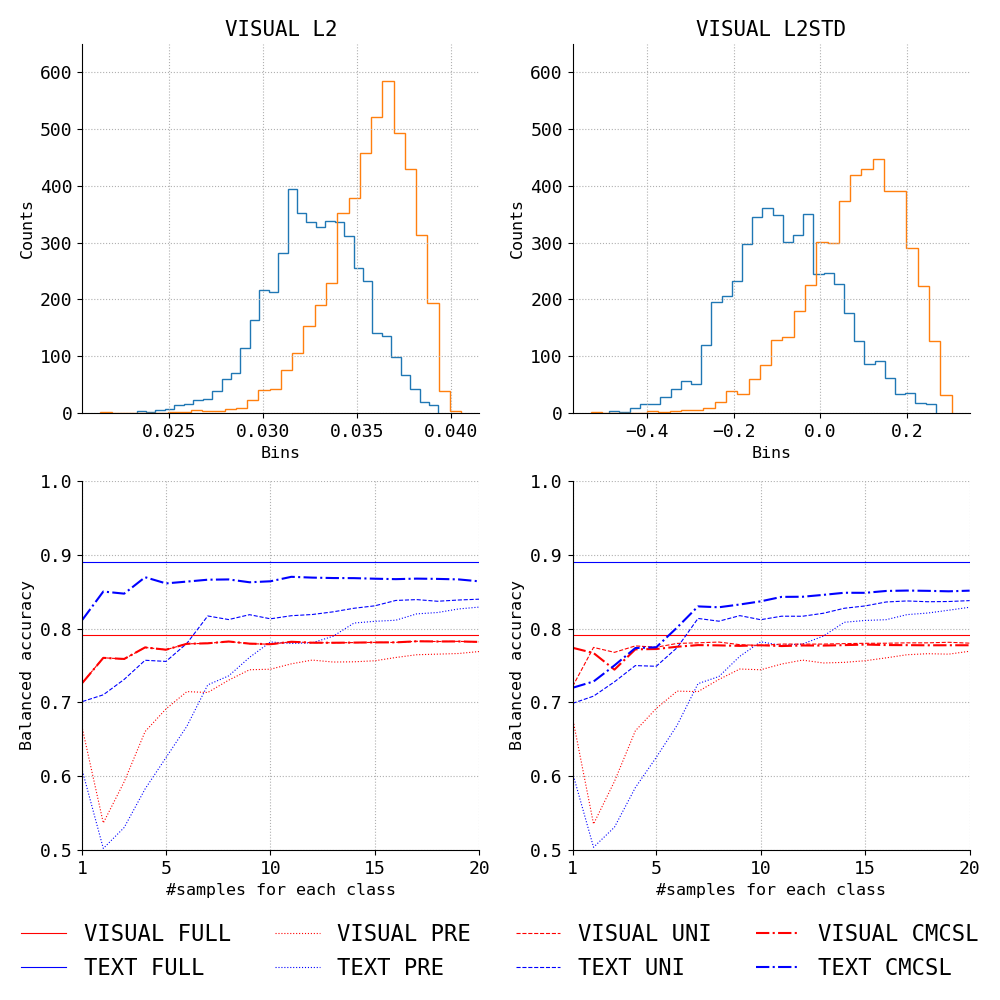 VISUAL L2
600
500
400
300
200
100
0
Counts
0.025 0.030 0.035 0.040
Bins
VISUAL L2STD
600
500
400
300
200
100
0
Counts
−0.4 −0.2 0.0 0.2
Bins
1.0
0.9
0.8
0.7
0.6
0.5
Balanced accuracy
1 5 10 15 20
#samples for each class
1.0
0.9
0.8
0.7
0.6
0.5
Balanced accuracy
1 5 10 15 20
#samples for each class
VISUAL FULL VISUAL PRE VISUAL UNI VISUAL CMCSL
TEXT FULL TEXT PRE TEXT UNI TEXT CMCSL